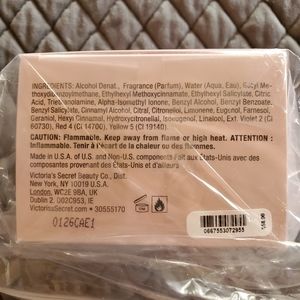 Ingredients: Alcohol Denat., Fragrance (Parfum), Water (Aqua, Eau), Butyl Me-
thoxydibenzoylmethane, Ethylhexyl Methoxycinnamate, Ethylhexyl Salicylate, Citric
Acid, Triethanolamine, Alpha-Isomethyl Ionone, Benzyl Alcohol, Benzyl Benzoate,
Benzyl Salicylate, Cinnamyl Alcohol, Citral, Citronellol, Eugenol, Farnesol,
Geraniol, Hexyl Cinnamal, Hydroxycitronellal, Isoeugenol, Linalool, Ext. Violet 2 (CI
60730), Red 4 (CI 14700), Yellow 5 (CI 19140)
CAUTION: Flammable. Keep away from flame or high heat. ATTENTION :
Inflammable. Tenir à l'écart de la chaleur ou des flammes.
Made in U.S.A. of U.S. and Non-U.S. components Fait aux États-Unis avec des
composants provenant des États-Unis et d'ailleurs
Victoria's Secret Beauty Co., Dist.
New York, NY 10019 U.S.A.
London, WC2E 9BA, UK
Dublin 2, D02C953, IE
VictoriasSecret.com • 30555170
0126CAE1
0667553072955